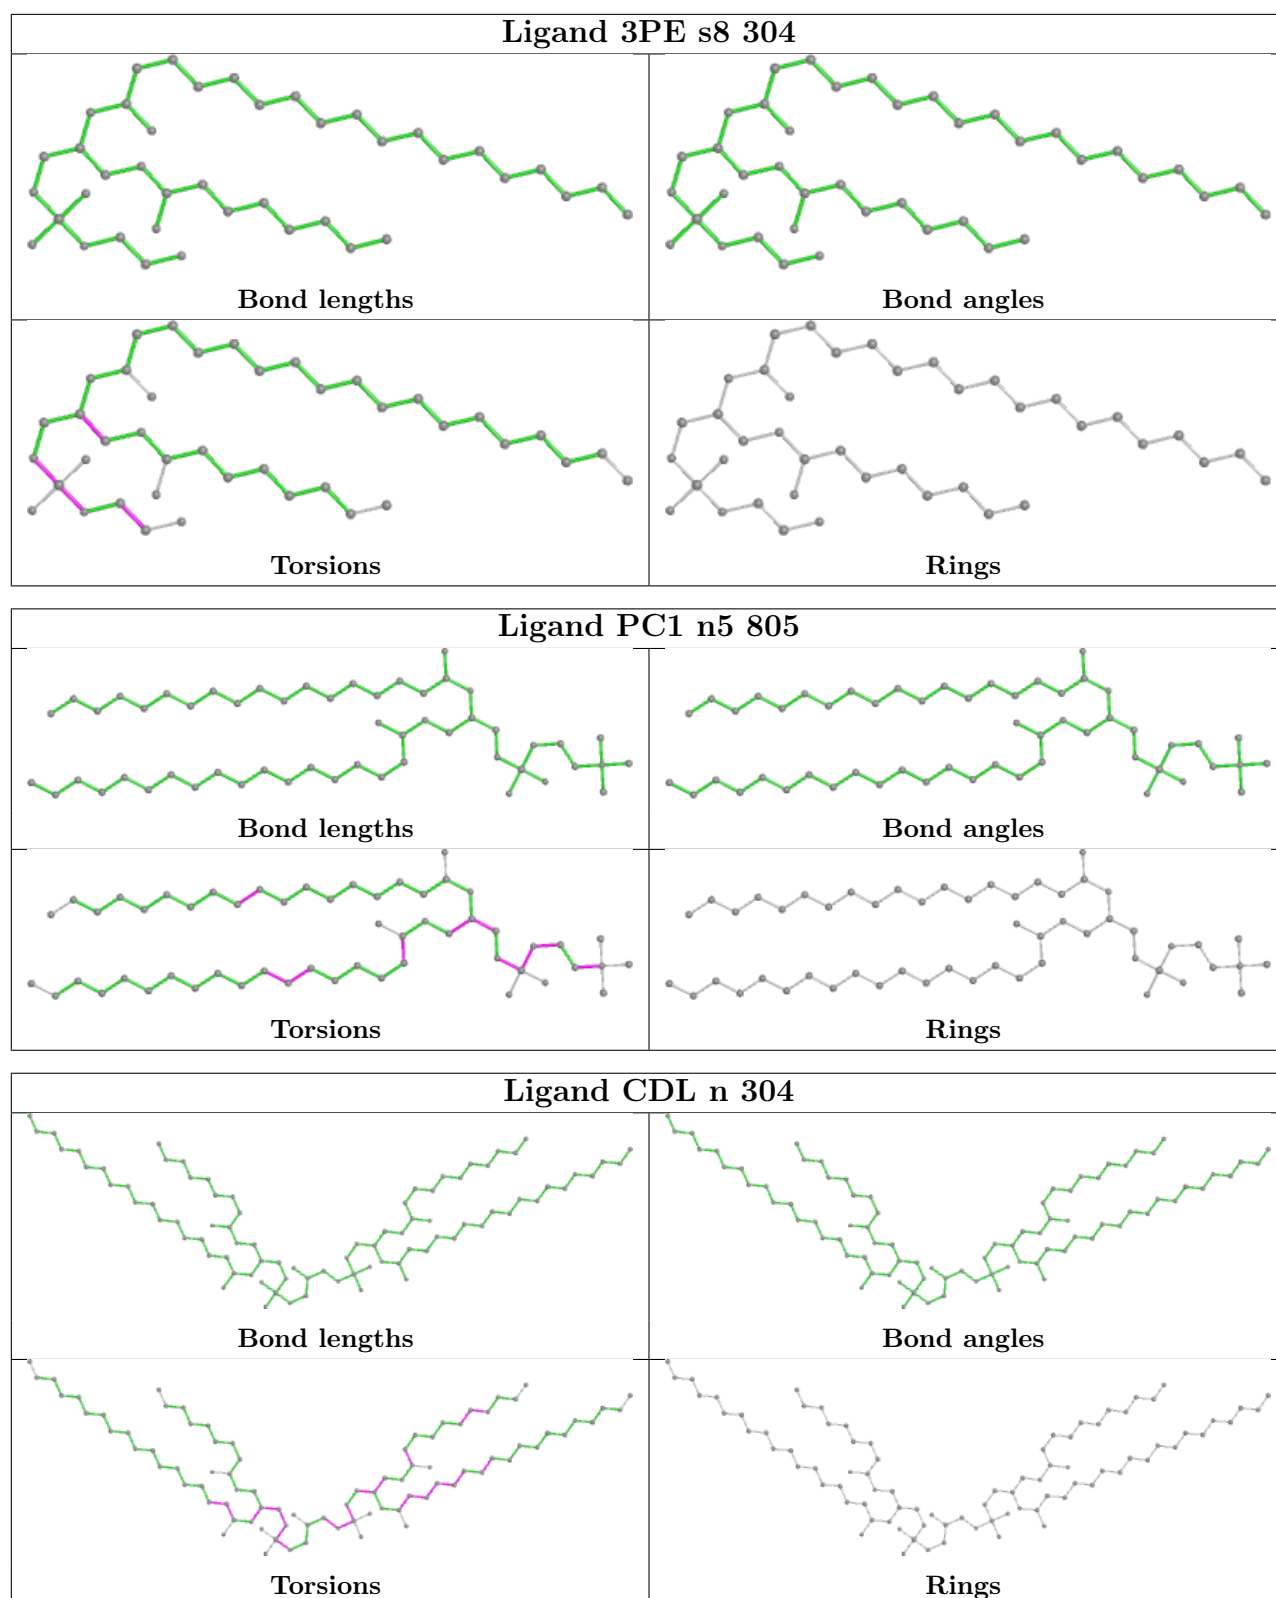 Ligand 3PE s8 304
Bond lengths
Bond angles
Torsions
Rings
Ligand PC1 n5 805
Bond lengths
Bond angles
Torsions
Rings
Ligand CDL n 304
Bond lengths
Bond angles
Torsions
Rings